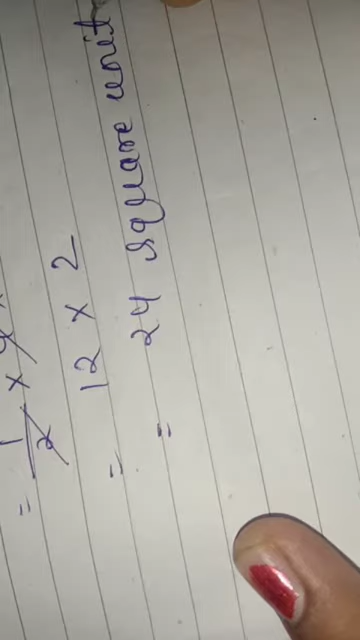 = 1/2 ×
= 12 × 2
= 24 square unit